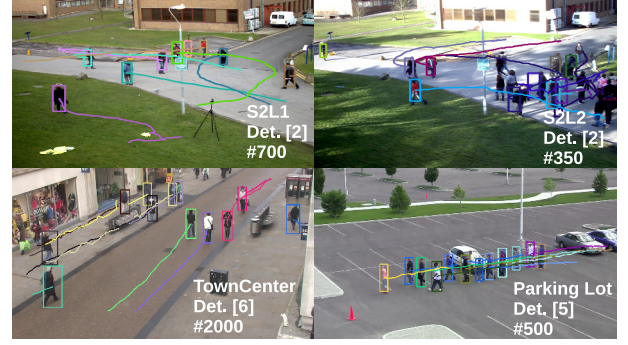 S2L1
Det. [2]
#700
S2L2
Det. [2]
#350
TownCenter
Det. [6]
#2000
Parking Lot
Det. [5]
#500